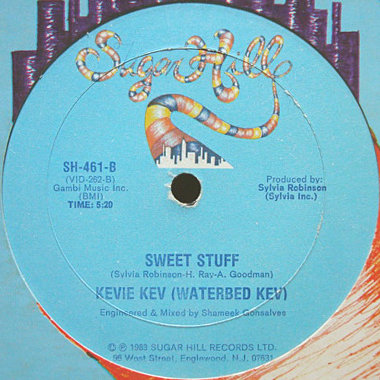 Sugar Hill
SH-461-B
(VID-262-B)
Gambi Music Inc.
(BMI)
TIME: 5:20
Produced by:
Sylvia Robinson
(Sylvia Inc.)
SWEET STUFF
(Sylvia Robinson-H. Ray-A. Goodman)
KEVIE KEV (WATERBED KEV)
Engineered & Mixed by Shameek Gonsalves
© ℗ 1983 SUGAR HILL RECORDS LTD.
96 West Street, Englewood, N.J. 07631